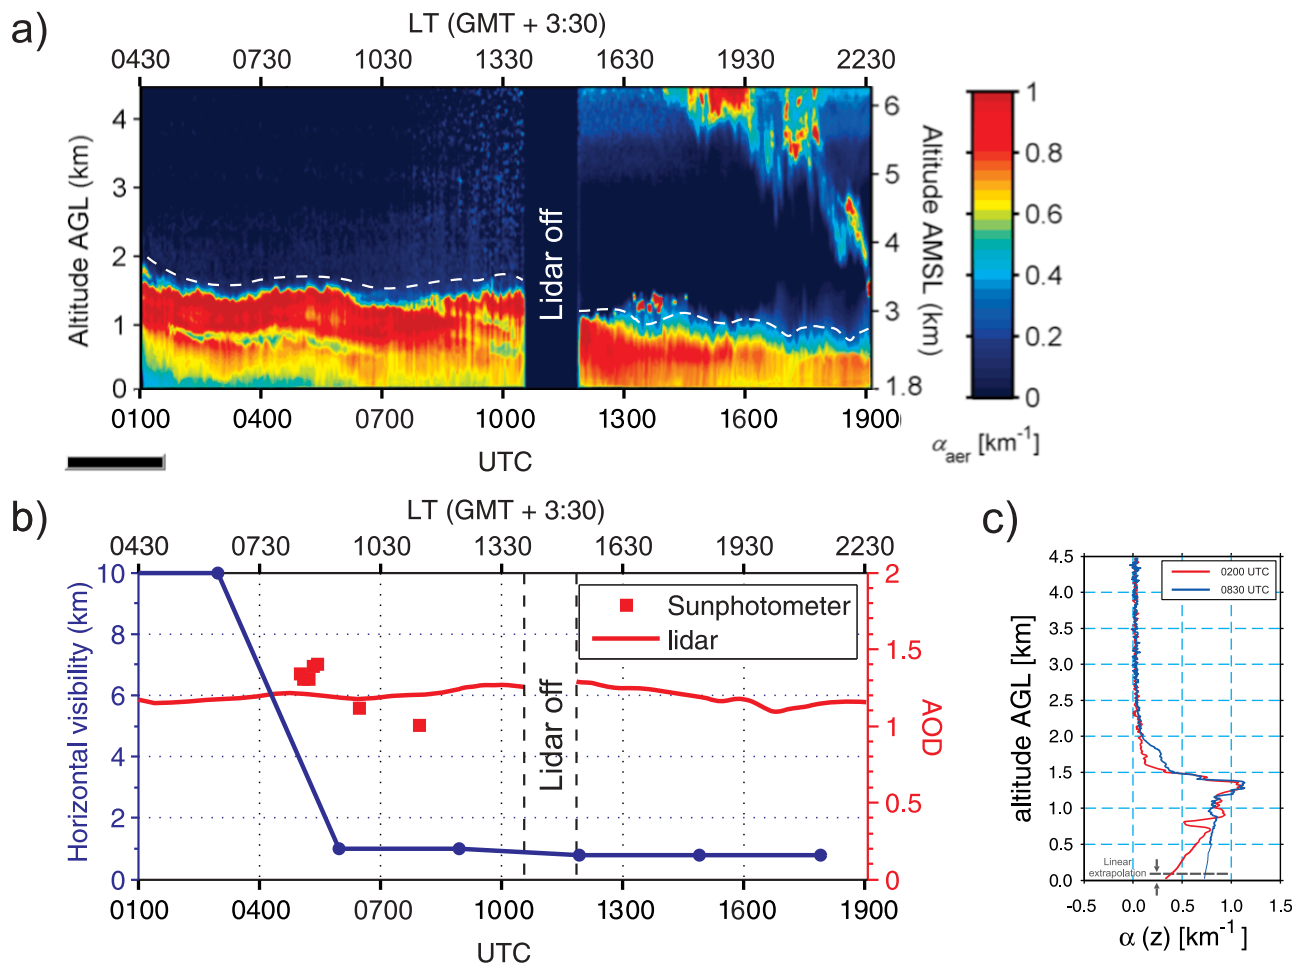 a)
LT (GMT + 3:30)
0430 0730 1030 1330 1630 1930 2230
Altitude AGL (km)
4
3
2
1
0
Lidar off
6
5
4
3
1.8
Altitude AMSL (km)
1
0.8
0.6
0.4
0.2
0
αaer [km-1]
0100 0400 0700 1000 1300 1600 1900
UTC
b)
LT (GMT + 3:30)
0430 0730 1030 1330 1630 1930 2230
Horizontal visibility (km)
10
8
6
4
2
0
Sunphotometer
lidar
Lidar off
2
1.5
1
0.5
0
AOD
0100 0400 0700 1000 1300 1600 1900
UTC
c)
altitude AGL [km]
4.5
4.0
3.5
3.0
2.5
2.0
1.5
1.0
0.5
0.0
0200 UTC
0830 UTC
Linear
extrapolation
-0.5 0.0 0.5 1.0 1.5
α (z) [km-1]